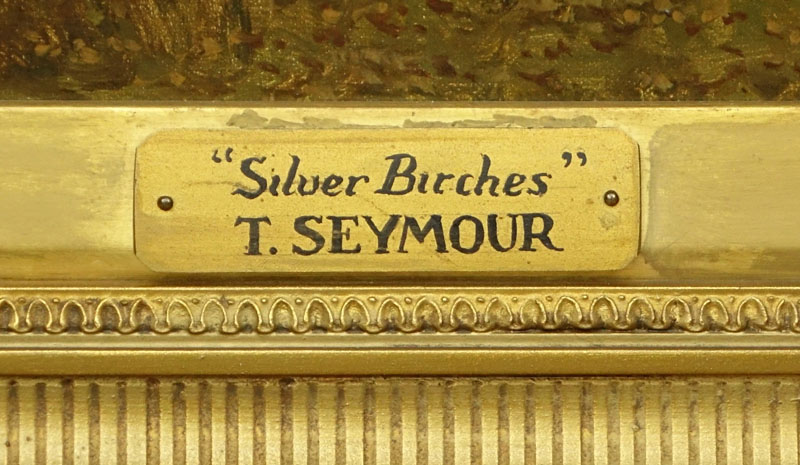 "Silver Birches"
T. SEYMOUR